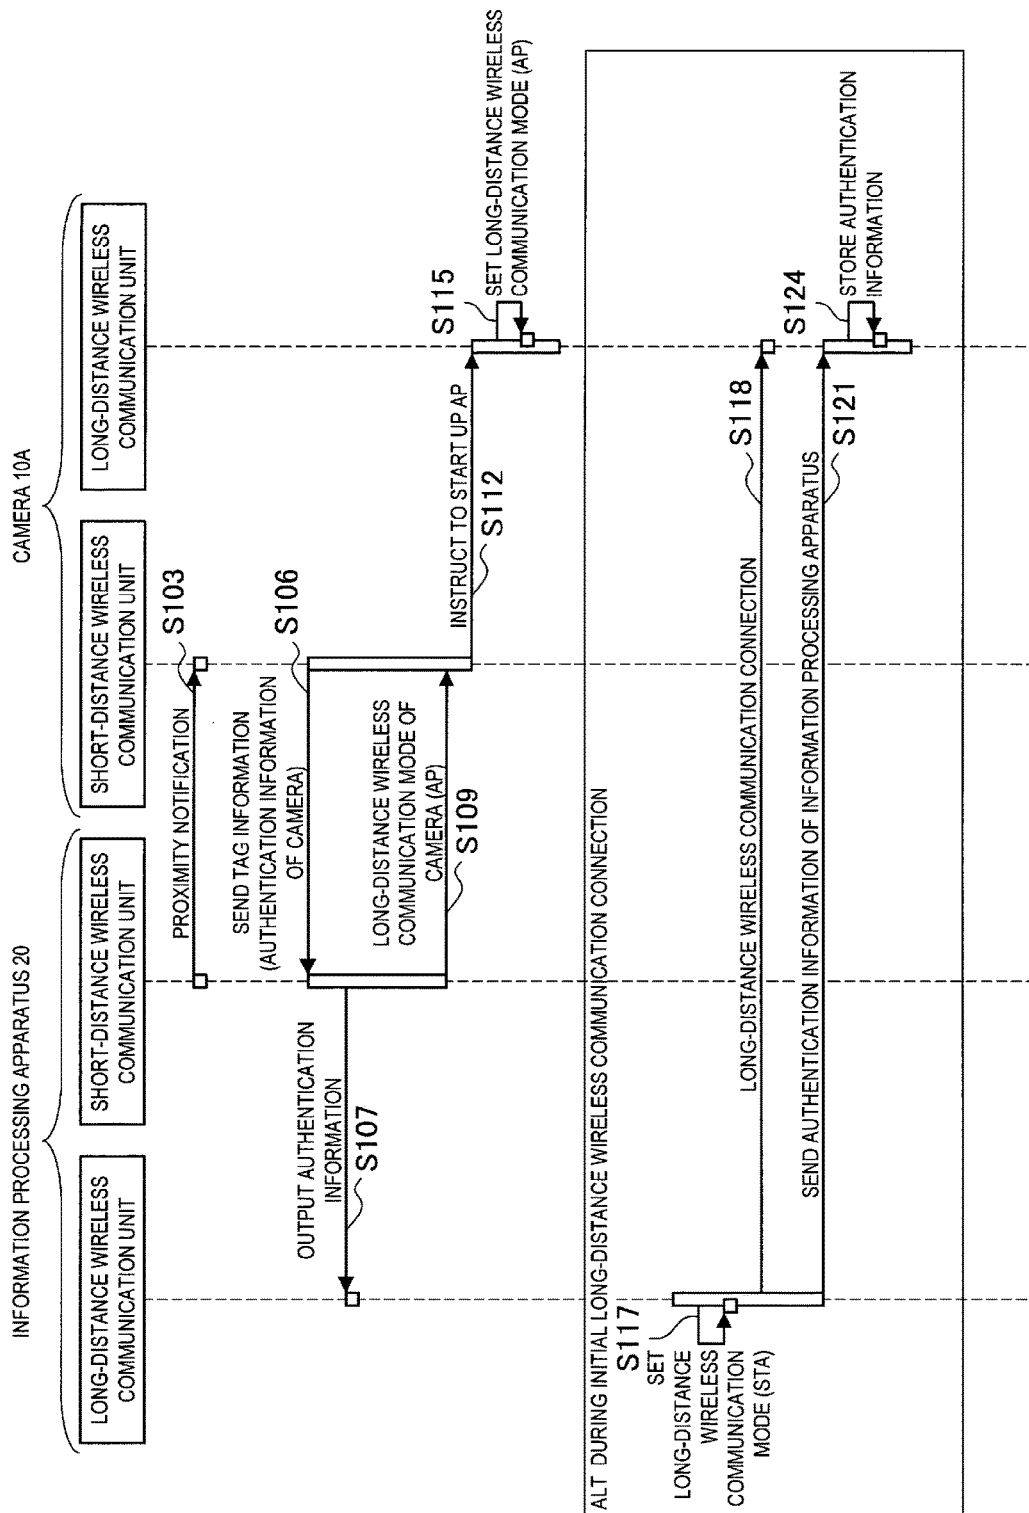 INFORMATION PROCESSING APPARATUS 20
CAMERA 10A
LONG-DISTANCE WIRELESS
COMMUNICATION UNIT
SHORT-DISTANCE WIRELESS
COMMUNICATION UNIT
SHORT-DISTANCE WIRELESS
COMMUNICATION UNIT
LONG-DISTANCE WIRELESS
COMMUNICATION UNIT
PROXIMITY NOTIFICATION
S103
SEND TAG INFORMATION
(AUTHENTICATION INFORMATION
OF CAMERA)
S106
OUTPUT AUTHENTICATION
INFORMATION
S107
LONG-DISTANCE WIRELESS
COMMUNICATION MODE OF
CAMERA (AP)
S109
INSTRUCT TO START UP AP
S112
S115
SET LONG-DISTANCE WIRELESS
COMMUNICATION MODE (AP)
ALT DURING INITIAL LONG-DISTANCE WIRELESS COMMUNICATION CONNECTION
S117
SET
LONG-DISTANCE
WIRELESS
COMMUNICATION
MODE (STA)
LONG-DISTANCE WIRELESS COMMUNICATION CONNECTION
S118
SEND AUTHENTICATION INFORMATION OF INFORMATION PROCESSING APPARATUS
S121
S124
STORE AUTHENTICATION
INFORMATION